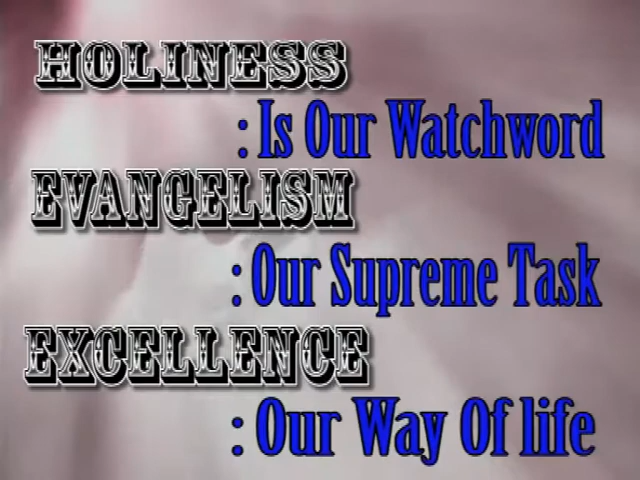 HOLINESS
: Is Our Watchword
EVANGELISM
: Our Supreme Task
EXCELLENCE
: Our Way Of life